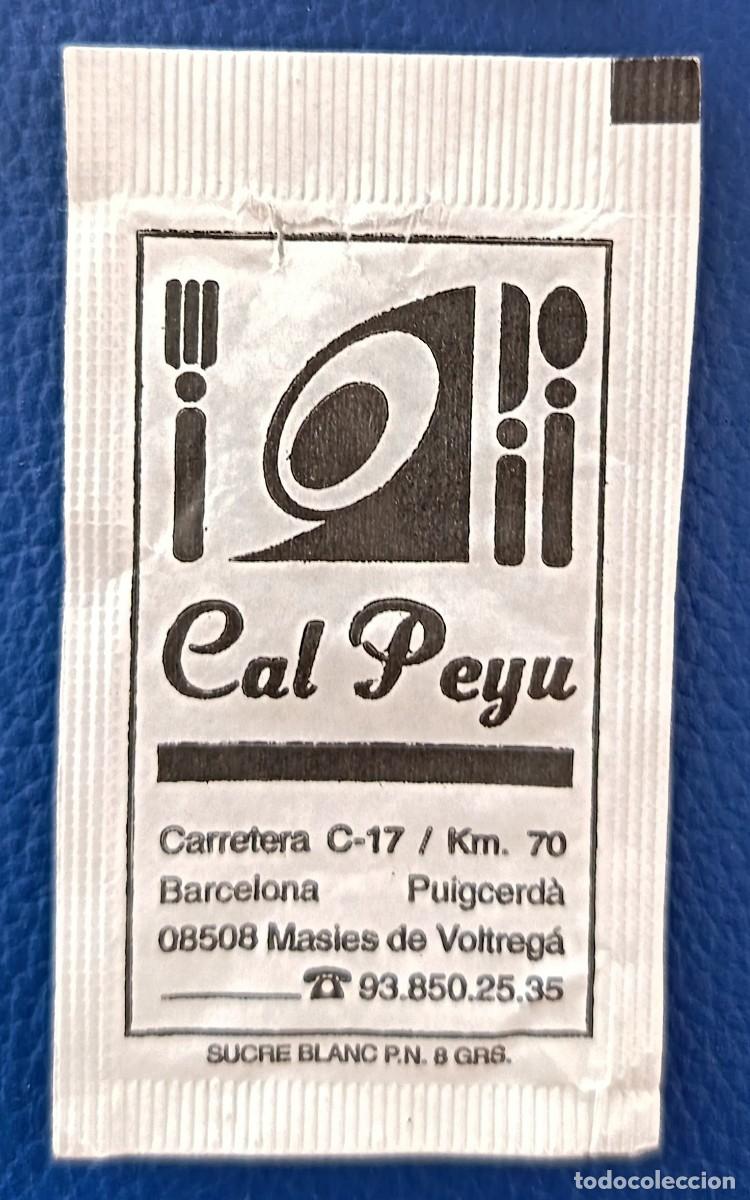 Cal Peyu
Carretera C-17 / Km. 70
Barcelona Puigcerdà
08508 Masies de Voltregá
☎ 93.850.25.35
SUCRE BLANC P.N. 8 GRS.
todocoleccion